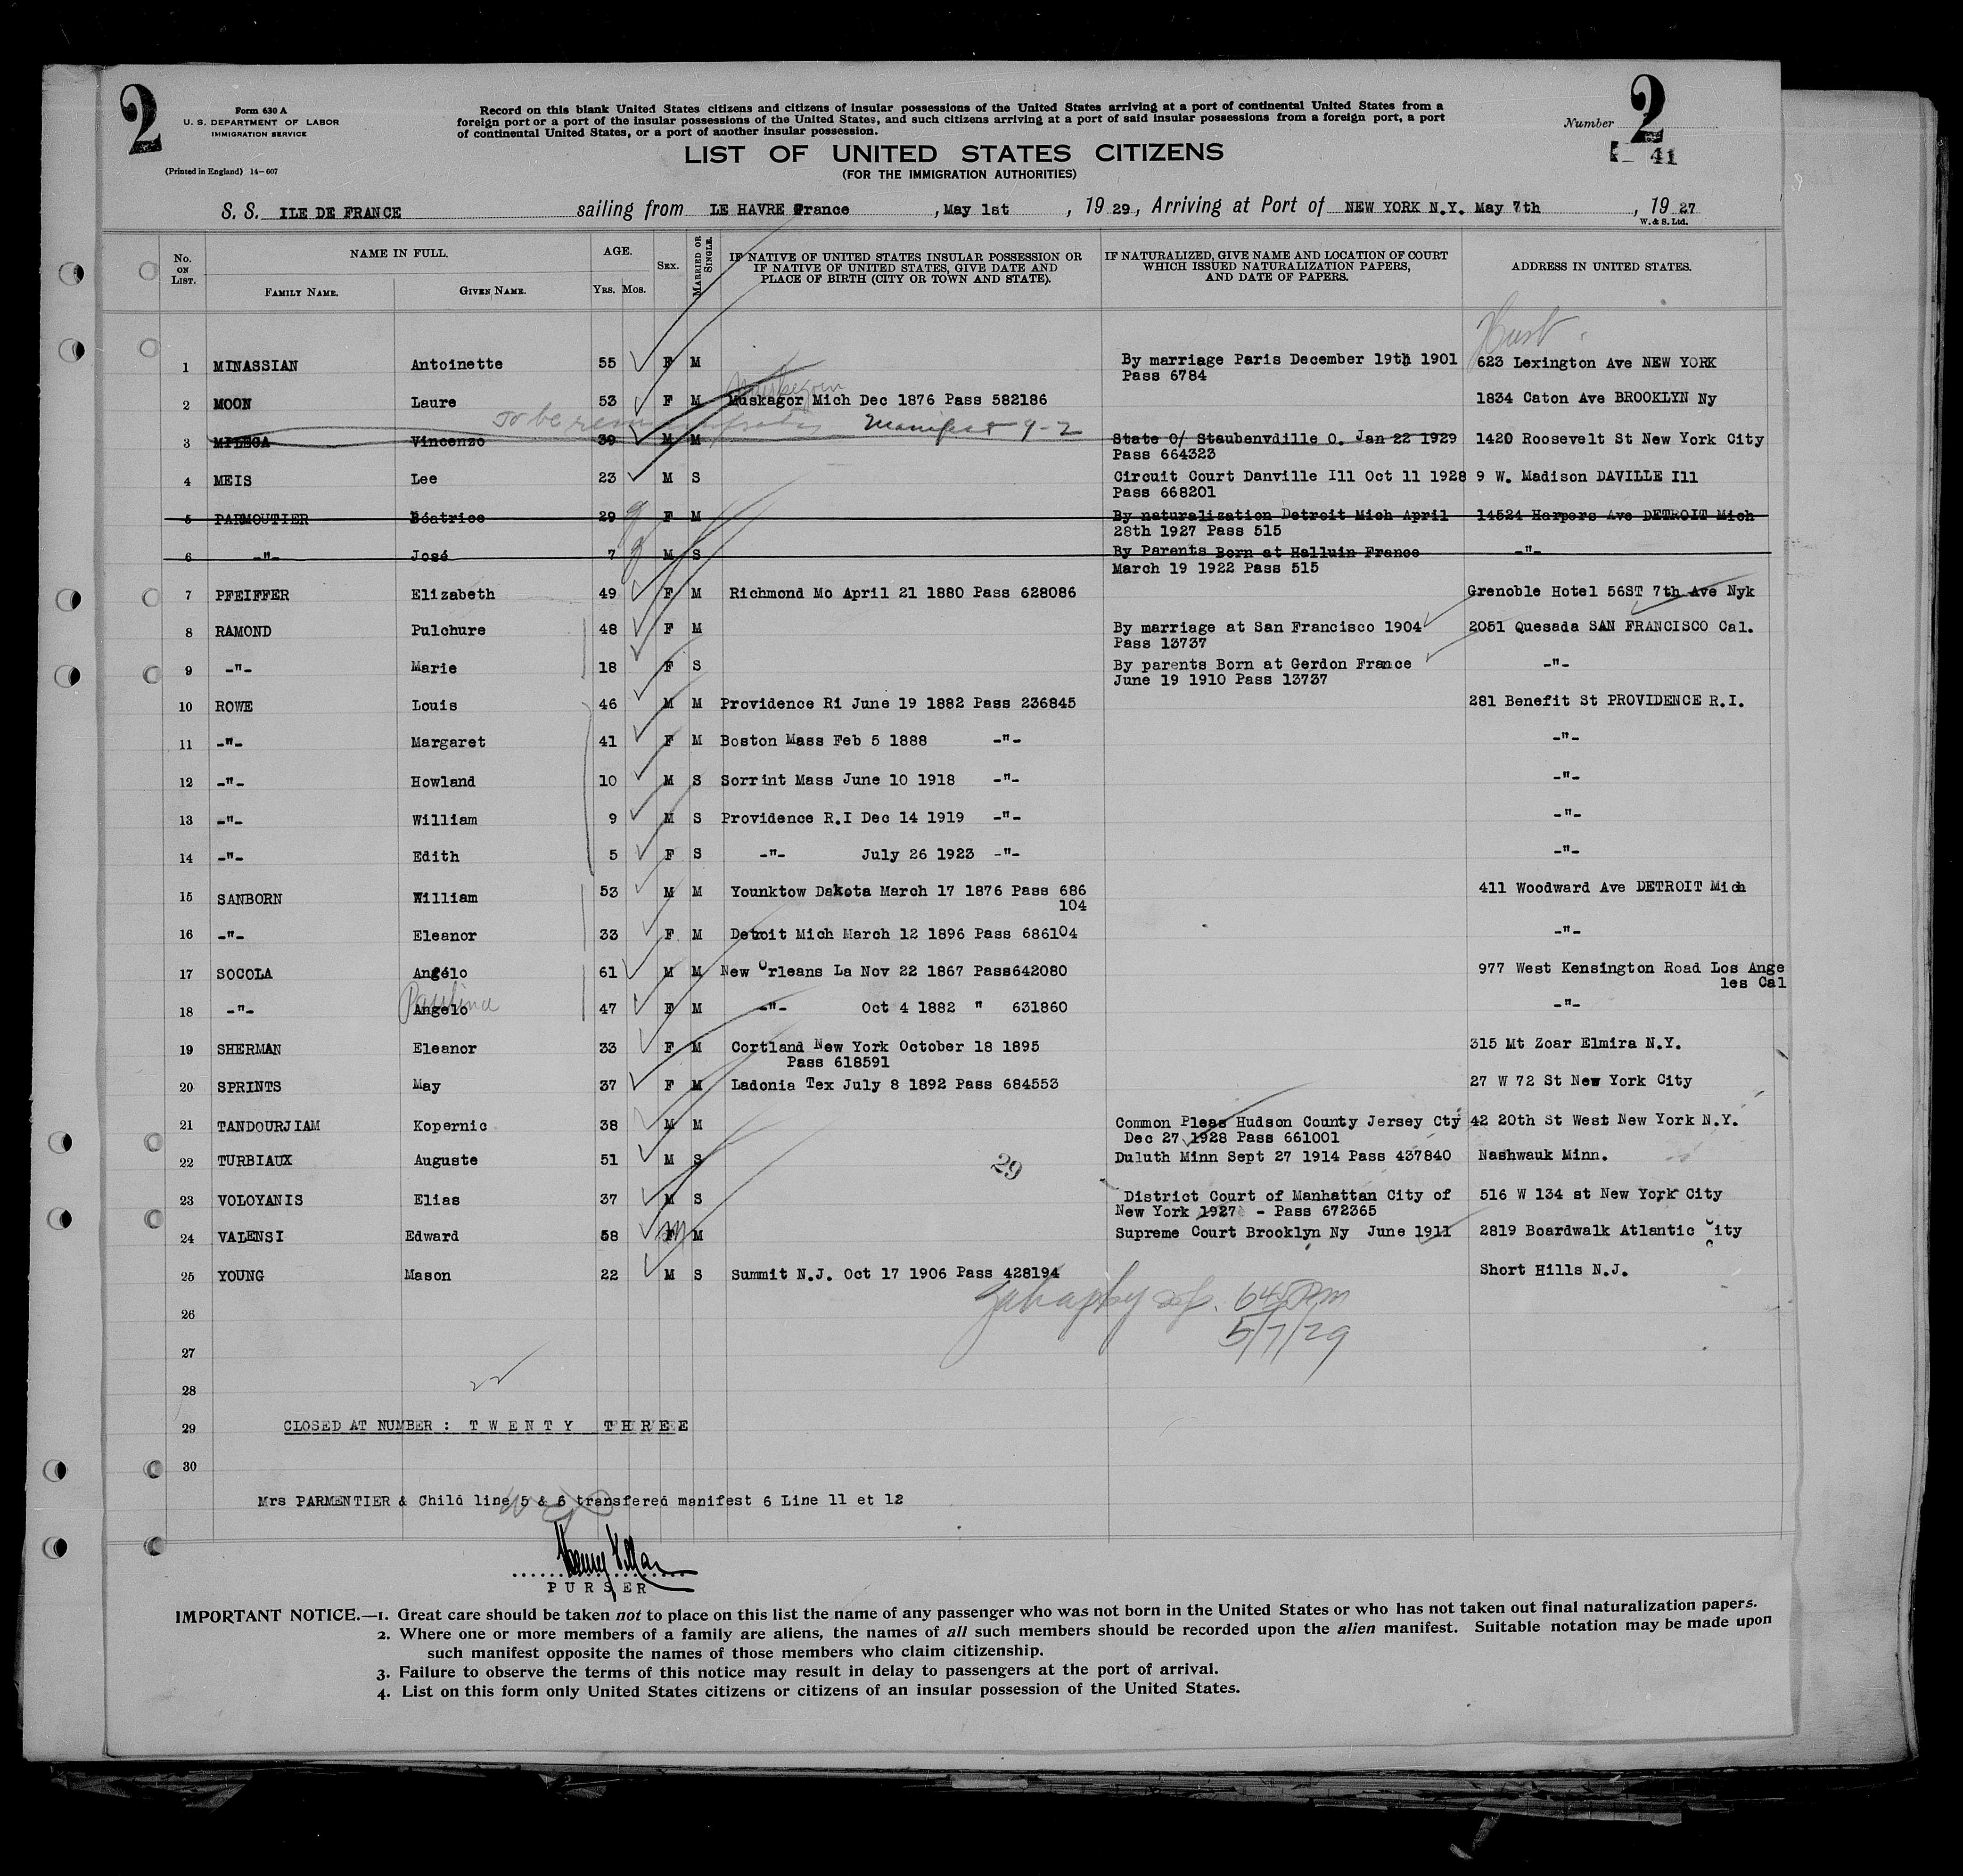 2
Form 630 A
U. S. DEPARTMENT OF LABOR
IMMIGRATION SERVICE
(Printed in England) 14-607
Record on this blank United States citizens and citizens of insular possessions of the United States arriving at a port of continental United States from a
foreign port or a port of the insular possessions of the United States, and such citizens arriving at a port of said insular possessions from a foreign port, a port
of continental United States, or a port of another insular possession.
LIST OF UNITED STATES CITIZENS
(FOR THE IMMIGRATION AUTHORITIES)
Number 2
41
S. S. ILE DE FRANCE sailing from LE HAVRE France , May 1st , 19 29 , Arriving at Port of NEW YORK N.Y. May 7th , 19 27
W. & S. Ltd.
No. ON LIST. NAME IN FULL. FAMILY NAME. GIVEN NAME. AGE. YRS. MOS. SEX. MARRIED OR SINGLE. IF NATIVE OF UNITED STATES INSULAR POSSESSION OR IF NATIVE OF UNITED STATES, GIVE DATE AND PLACE OF BIRTH (CITY OR TOWN AND STATE). IF NATURALIZED, GIVE NAME AND LOCATION OF COURT WHICH ISSUED NATURALIZATION PAPERS, AND DATE OF PAPERS. ADDRESS IN UNITED STATES.
1 MINASSIAN Antoinette 55 F M By marriage Paris December 19th 1901 623 Lexington Ave NEW YORK
Pass 6784
Muskegon
2 MOON Laure 53 F M Muskagor Mich Dec 1876 Pass 582186 1834 Caton Ave BROOKLYN Ny
To be Manifest 9-2
3 MILEGA Vincenzo 39 M M State O/ Staubenvdille O. Jan 22 1929 1420 Roosevelt St New York City
Pass 664323
4 MEIS Lee 23 M S Circuit Court Danville Ill Oct 11 1928 9 W. Madison DAVILLE Ill
Pass 668201
5 PARMOUTIER Béatrice 29 F M By naturalization Detroit Mich April 14524 Harpers Ave DETROIT Mich
28th 1927 Pass 515
6 -"- José 7 M S By Parents Born at Halluin France -"-
March 19 1922 Pass 515
7 PFEIFFER Elizabeth 49 F M Richmond Mo April 21 1880 Pass 628086 Grenoble Hotel 56ST 7th Ave Nyk
8 RAMOND Pulchure 48 F M By marriage at San Francisco 1904 2051 Quesada SAN FRANCISCO Cal.
Pass 13737
9 -"- Marie 18 F S By parents Born at Gerdon France -"-
June 19 1910 Pass 13737
10 ROWE Louis 46 M M Providence Ri June 19 1882 Pass 236845 281 Benefit St PROVIDENCE R.I.
11 -"- Margaret 41 F M Boston Mass Feb 5 1888 -"- -"-
12 -"- Howland 10 M S Sorrint Mass June 10 1918 -"- -"-
13 -"- William 9 M S Providence R.I Dec 14 1919 -"- -"-
14 -"- Edith 5 F S -"- July 26 1923 -"- -"-
15 SANBORN William 53 M M Younktow Dakota March 17 1876 Pass 686 411 Woodward Ave DETROIT Mich
104
16 -"- Eleanor 33 F M Detroit Mich March 12 1896 Pass 686104 -"-
17 SOCOLA Angélo 61 M M New Orleans La Nov 22 1867 Pass642080 977 West Kensington Road Los Ange
les Cal
Pauline
18 -"- Angelo 47 F M -"- Oct 4 1882 " 631860 -"-
19 SHERMAN Eleanor 33 F M Cortland New York October 18 1895 315 Mt Zoar Elmira N.Y.
Pass 618591
20 SPRINTS May 37 F M Ladonia Tex July 8 1892 Pass 684553 27 W 72 St New York City
21 TANDOURJIAM Kopernic 38 M M Common Pleas Hudson County Jersey Cty 42 20th St West New York N.Y.
Dec 27 1928 Pass 661001
22 TURBIAUX Auguste 51 M S 29 Duluth Minn Sept 27 1914 Pass 437840 Nashwauk Minn.
23 VOLOYANIS Elias 37 M S District Court of Manhattan City of 516 W 134 st New York City
New York 1927 - Pass 672365
24 VALENSI Edward 58 F M M Supreme Court Brooklyn Ny June 1911 2819 Boardwalk Atlantic City
25 YOUNG Mason 22 M S Summit N.J. Oct 17 1906 Pass 428194 Short Hills N.J.
26
5/7/29
27
28
29 CLOSED AT NUMBER : TWENTY THREE
30
Mrs PARMENTIER & Child line 5 & 6 transfered manifest 6 Line 11 et 12
PURSER
IMPORTANT NOTICE.—1. Great care should be taken not to place on this list the name of any passenger who was not born in the United States or who has not taken out final naturalization papers.
2. Where one or more members of a family are aliens, the names of all such members should be recorded upon the alien manifest. Suitable notation may be made upon
such manifest opposite the names of those members who claim citizenship.
3. Failure to observe the terms of this notice may result in delay to passengers at the port of arrival.
4. List on this form only United States citizens or citizens of an insular possession of the United States.